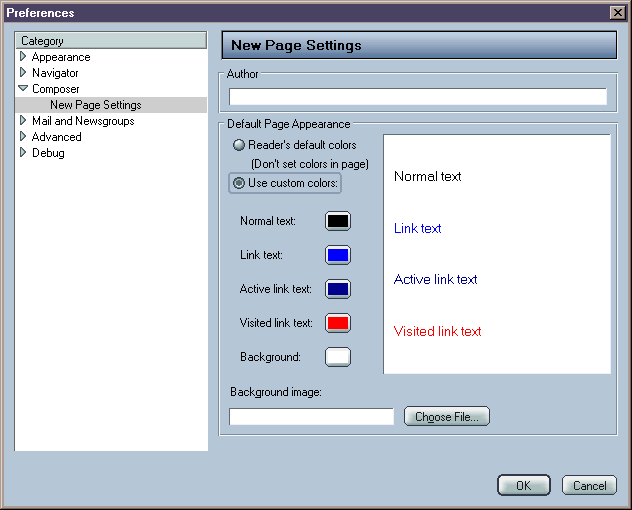 Preferences
Category
Appearance
Navigator
Composer
New Page Settings
Mail and Newsgroups
Advanced
Debug
New Page Settings
Author
Default Page Appearance
Reader's default colors
(Don't set colors in page)
Use custom colors:
Normal text:
Link text:
Active link text:
Visited link text:
Background:
Normal text
Link text
Active link text
Visited link text
Background image:
Choose File...
OK
Cancel